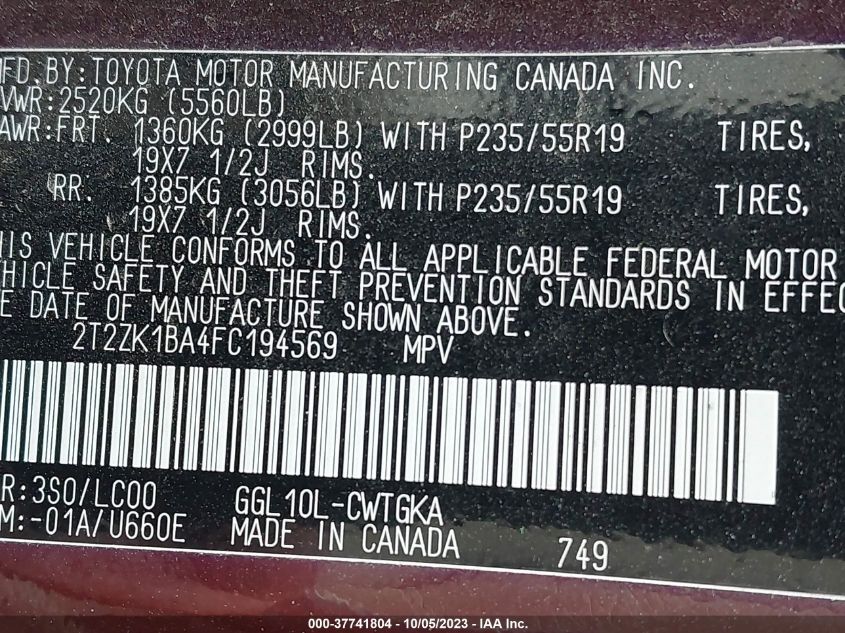 MFD. BY: TOYOTA MOTOR MANUFACTURING CANADA INC.
VWR: 2520KG (5560LB)
AWR: FRT. 1360KG (2999LB) WITH P235/55R19 TIRES,
19X7 1/2J RIMS.
RR. 1385KG (3056LB) WITH P235/55R19 TIRES,
19X7 1/2J RIMS.
HIS VEHICLE CONFORMS TO ALL APPLICABLE FEDERAL MOTOR
EHICLE SAFETY AND THEFT PREVENTION STANDARDS IN EFFEC
E DATE OF MANUFACTURE SHOWN ABOVE.
2T2ZK1BA4FC194569 MPV
R: 3S0/LC00 GGL10L-CWTGKA
M: -01A/U660E MADE IN CANADA 749
000-37741804 - 10/05/2023 - IAA Inc.